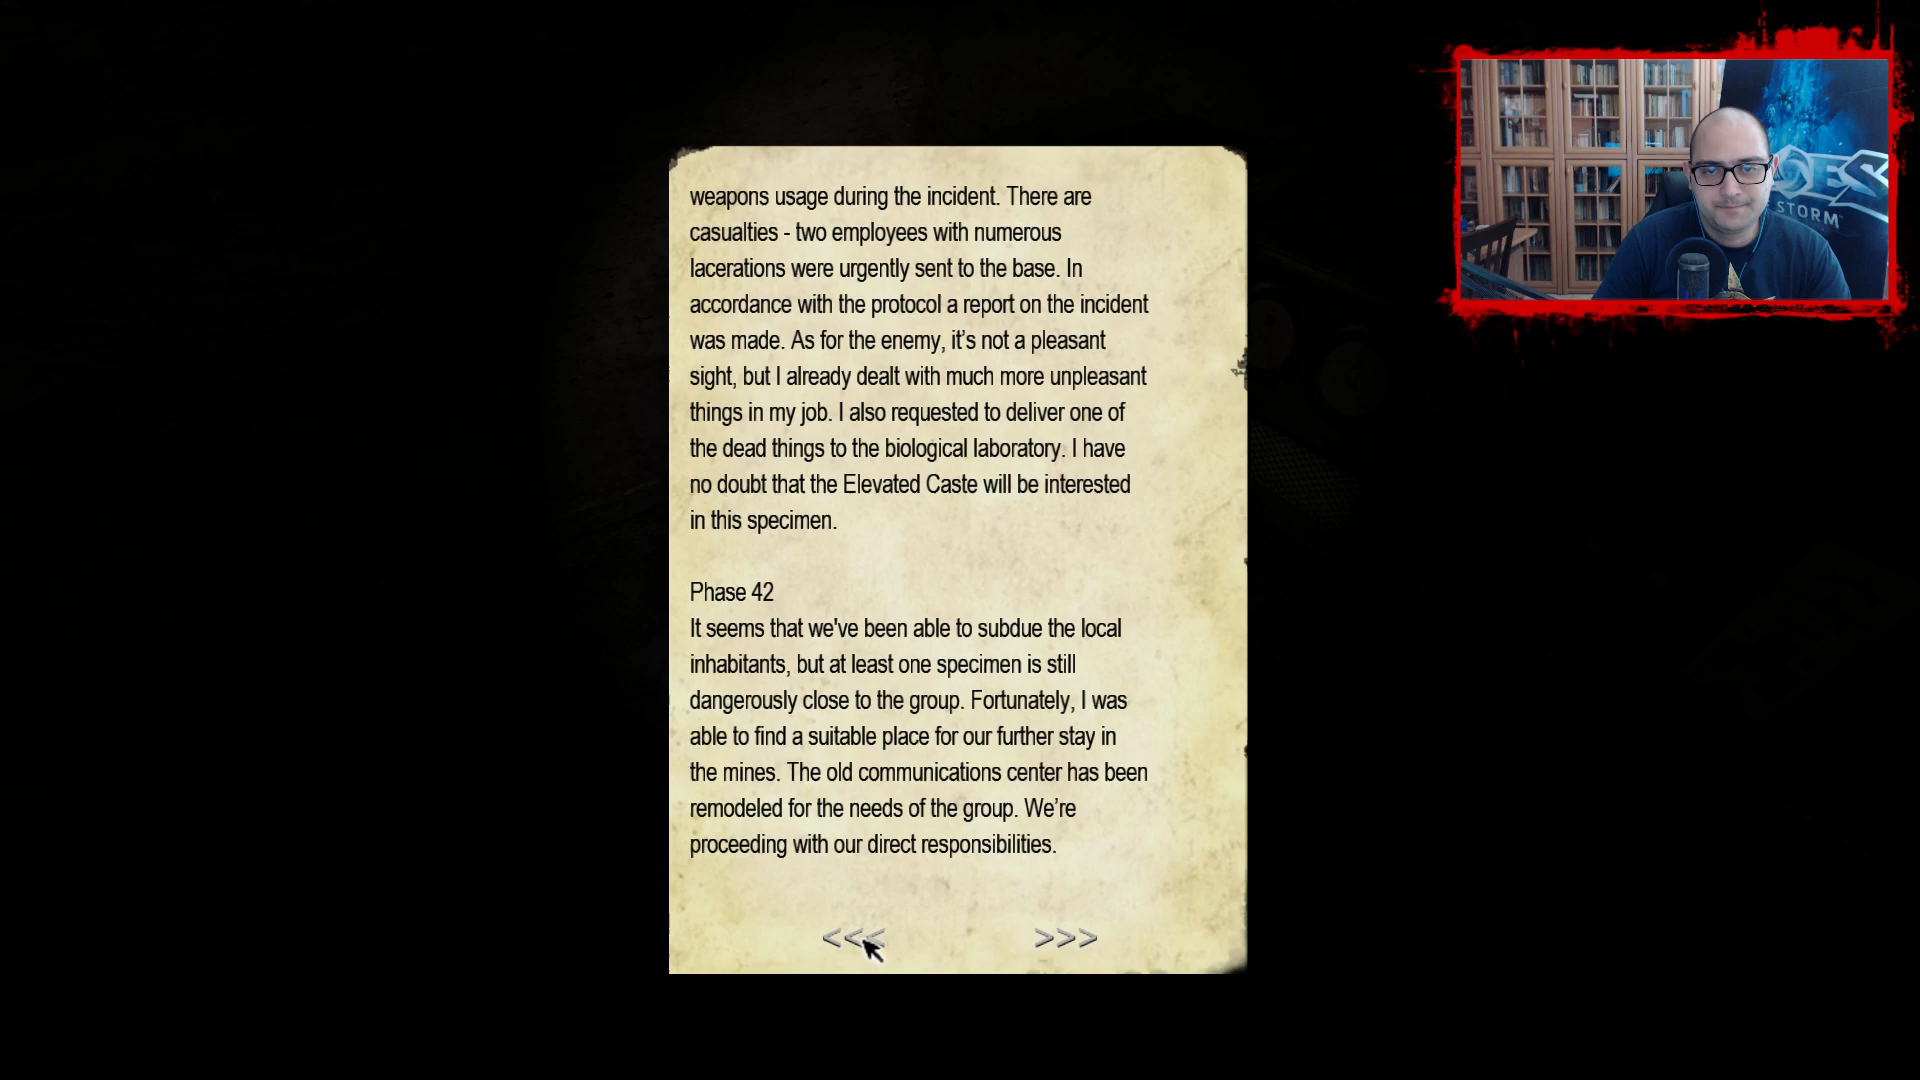 weapons usage during the incident. There are
casualties - two employees with numerous
lacerations were urgently sent to the base. In
accordance with the protocol a report on the incident
was made. As for the enemy, it’s not a pleasant
sight, but I already dealt with much more unpleasant
things in my job. I also requested to deliver one of
the dead things to the biological laboratory. I have
no doubt that the Elevated Caste will be interested
in this specimen.
Phase 42
It seems that we've been able to subdue the local
inhabitants, but at least one specimen is still
dangerously close to the group. Fortunately, I was
able to find a suitable place for our further stay in
the mines. The old communications center has been
remodeled for the needs of the group. We’re
proceeding with our direct responsibilities.
<<< >>>
STORM